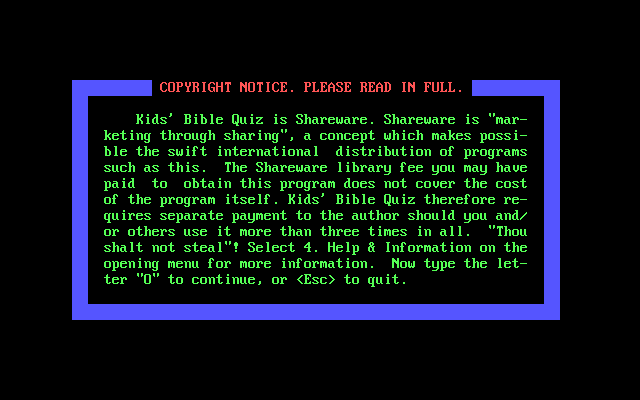 COPYRIGHT NOTICE. PLEASE READ IN FULL.
Kids' Bible Quiz is Shareware. Shareware is "mar-
keting through sharing", a concept which makes possi-
ble the swift international  distribution of programs
such as this.  The Shareware library fee you may have
paid  to  obtain this program does not cover the cost
of the program itself. Kids' Bible Quiz therefore re-
quires separate payment to the author should you and/
or others use it more than three times in all.  "Thou
shalt not steal"! Select 4. Help & Information on the
opening menu for more information.  Now type the let-
ter "O" to continue, or <Esc> to quit.